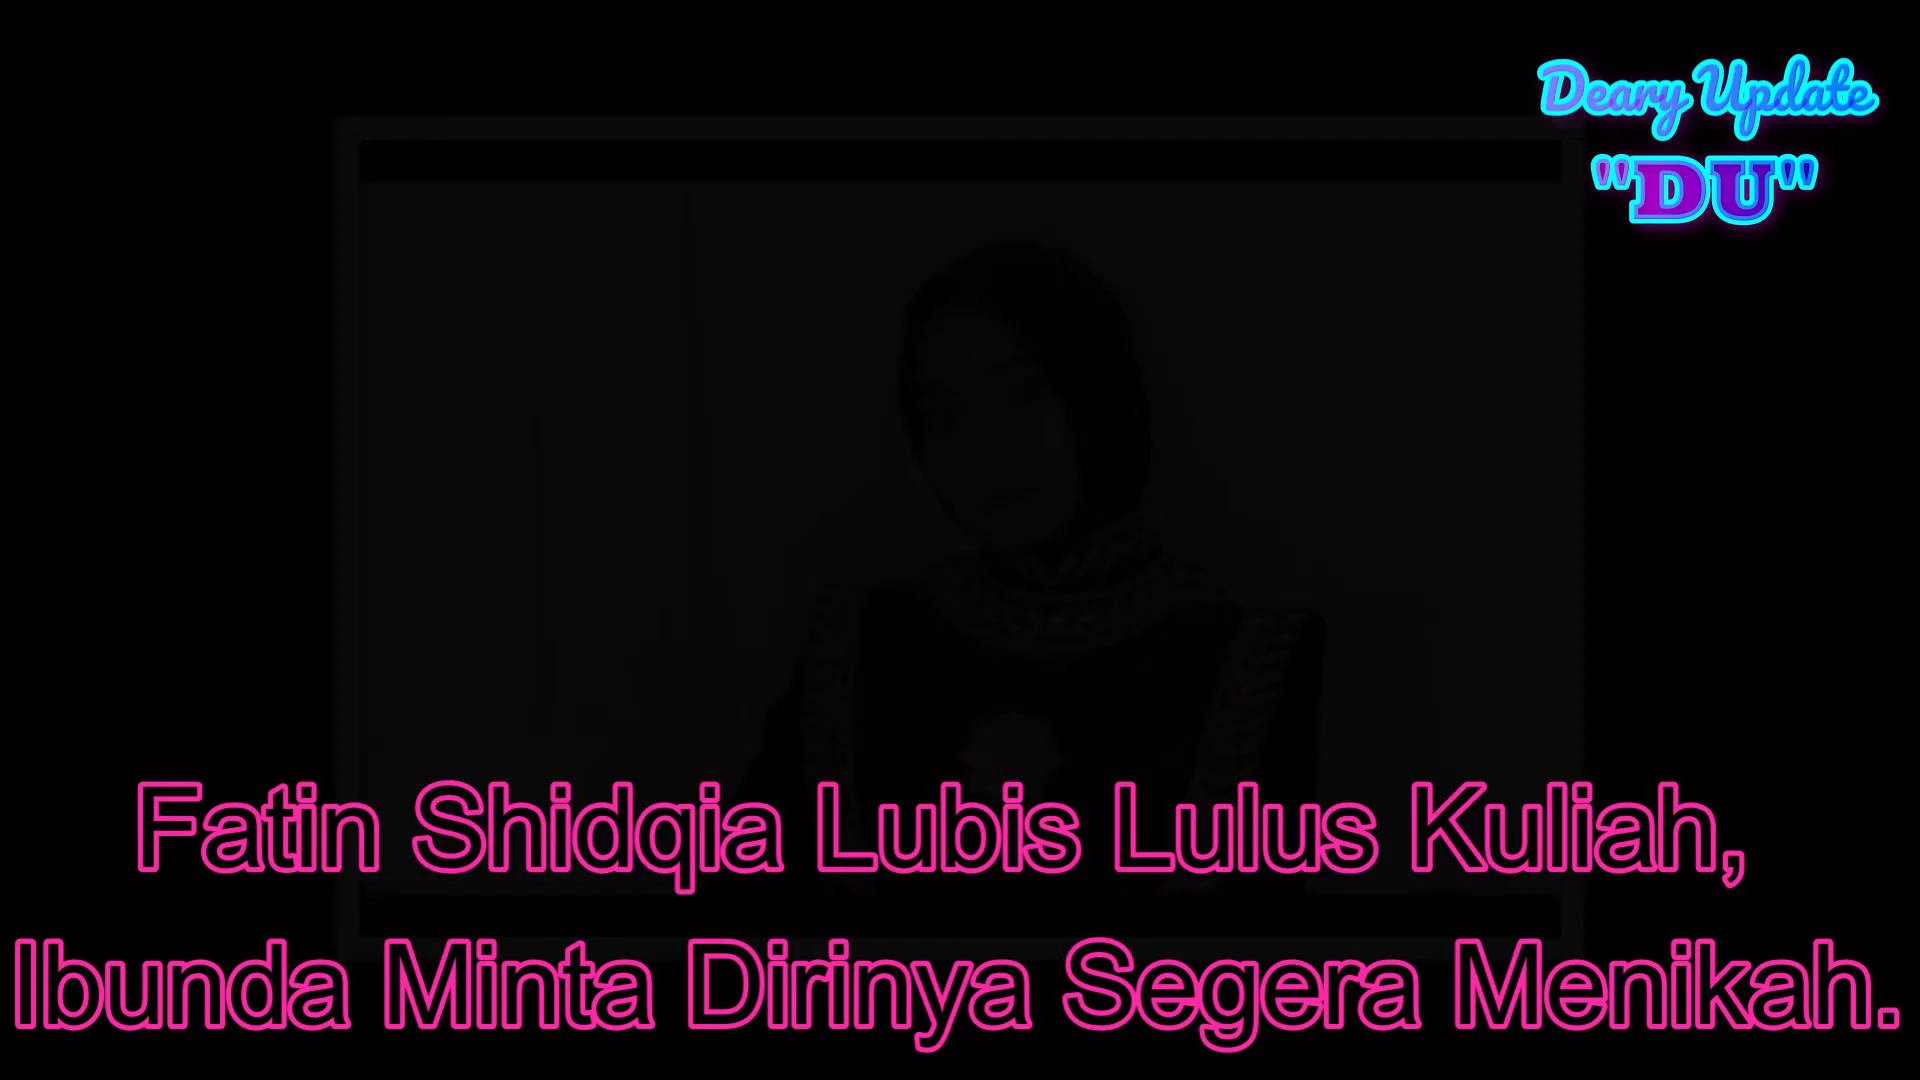 Deary Update
"DU"
Fatin Shidqia Lubis Lulus Kuliah,
Ibunda Minta Dirinya Segera Menikah.